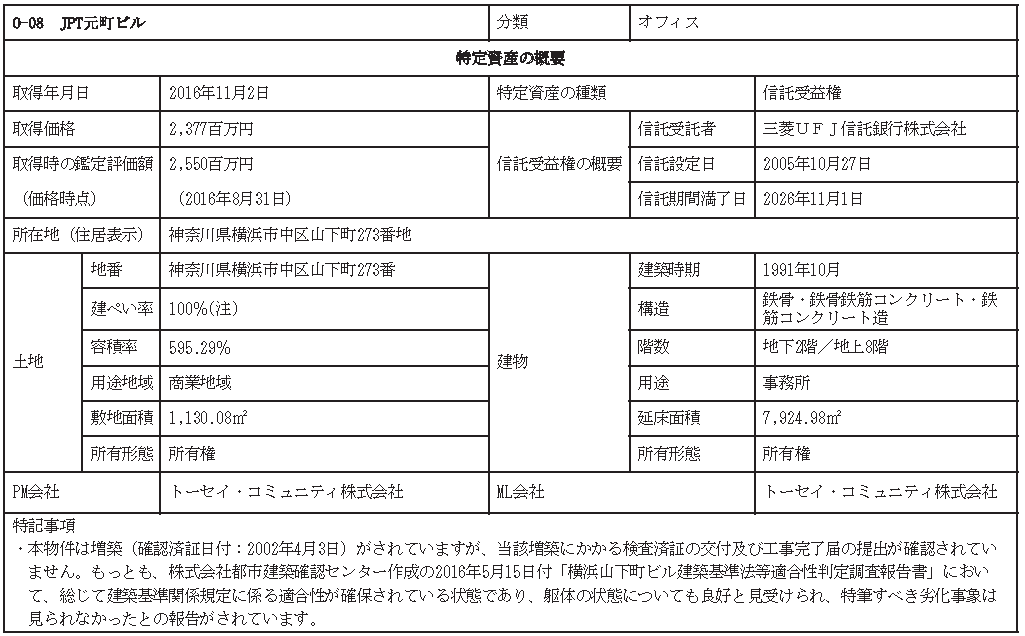 O-08　JPT元町ビル　分類　オフィス
特定資産の概要
取得年月日　2016年11月2日　特定資産の種類　信託受益権
取得価格　2,377百万円　信託受益権の概要　信託受託者　三菱ＵＦＪ信託銀行株式会社
取得時の鑑定評価額　2,550百万円　信託設定日　2005年10月27日
（価格時点）　（2016年8月31日）　信託期間満了日　2026年11月1日
所在地（住居表示）　神奈川県横浜市中区山下町273番地
土地　地番　神奈川県横浜市中区山下町273番　建物　建築時期　1991年10月
建ぺい率　100%(注)　構造　鉄骨・鉄骨鉄筋コンクリート・鉄
筋コンクリート造
容積率　595.29%　階数　地下2階／地上8階
用途地域　商業地域　用途　事務所
敷地面積　1,130.08㎡　延床面積　7,924.98㎡
所有形態　所有権　所有形態　所有権
PM会社　トーセイ・コミュニティ株式会社　ML会社　トーセイ・コミュニティ株式会社
特記事項
・本物件は増築（確認済証日付：2002年4月3日）がされていますが、当該増築にかかる検査済証の交付及び工事完了届の提出が確認されてい
ません。もっとも、株式会社都市建築確認センター作成の2016年5月15日付「横浜山下町ビル建築基準法等適合性判定調査報告書」におい
て、総じて建築基準関係規定に係る適合性が確保されている状態であり、躯体の状態についても良好と見受けられ、特筆すべき劣化事象は
見られなかったとの報告がされています。